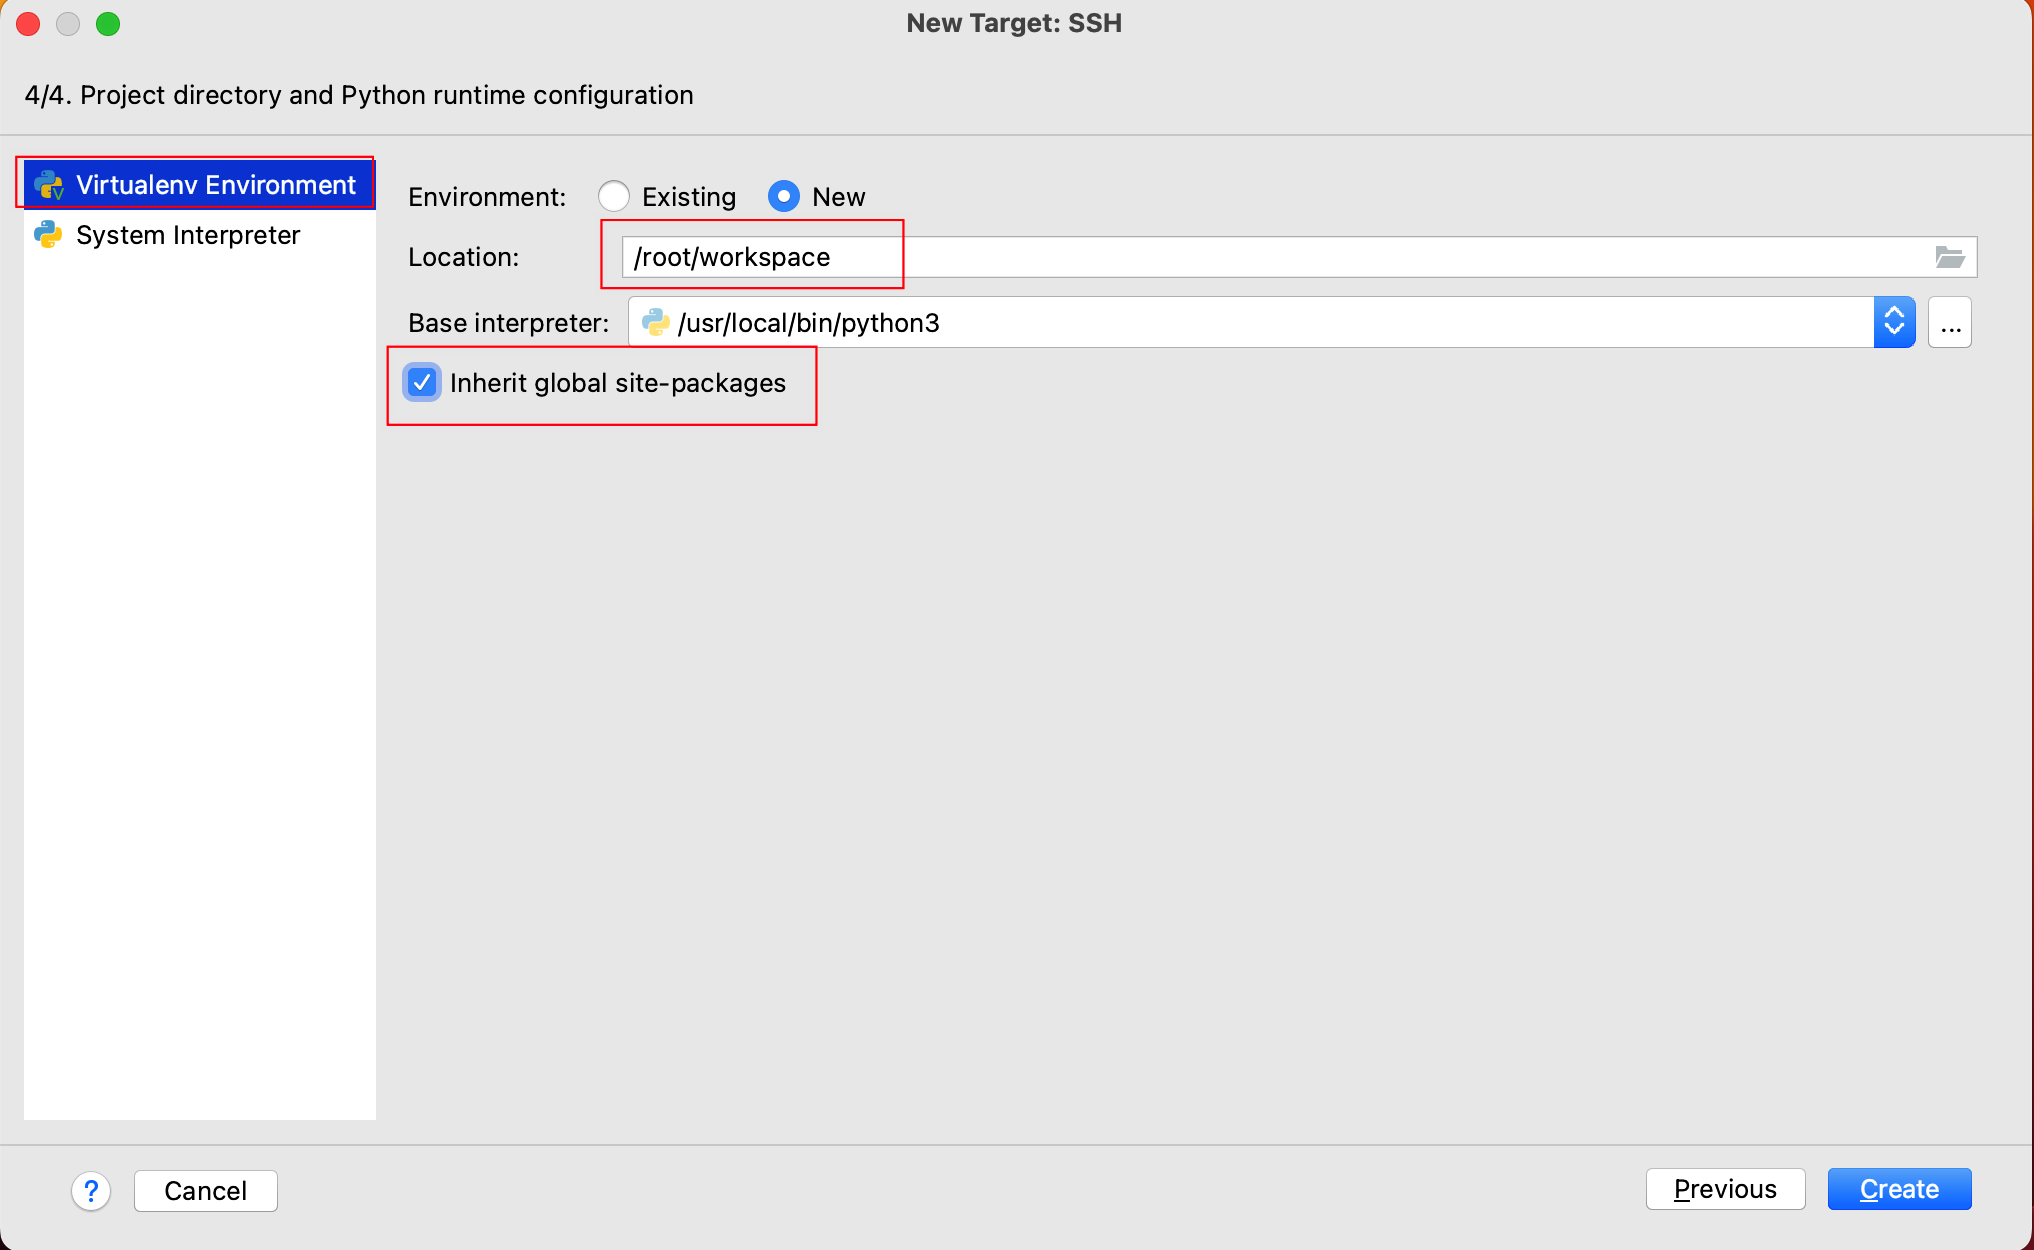 New Target: SSH
4/4. Project directory and Python runtime configuration
Virtualenv Environment
System Interpreter
Environment: Existing New
Location: /root/workspace
Base interpreter: /usr/local/bin/python3 ...
Inherit global site-packages
? Cancel Previous Create